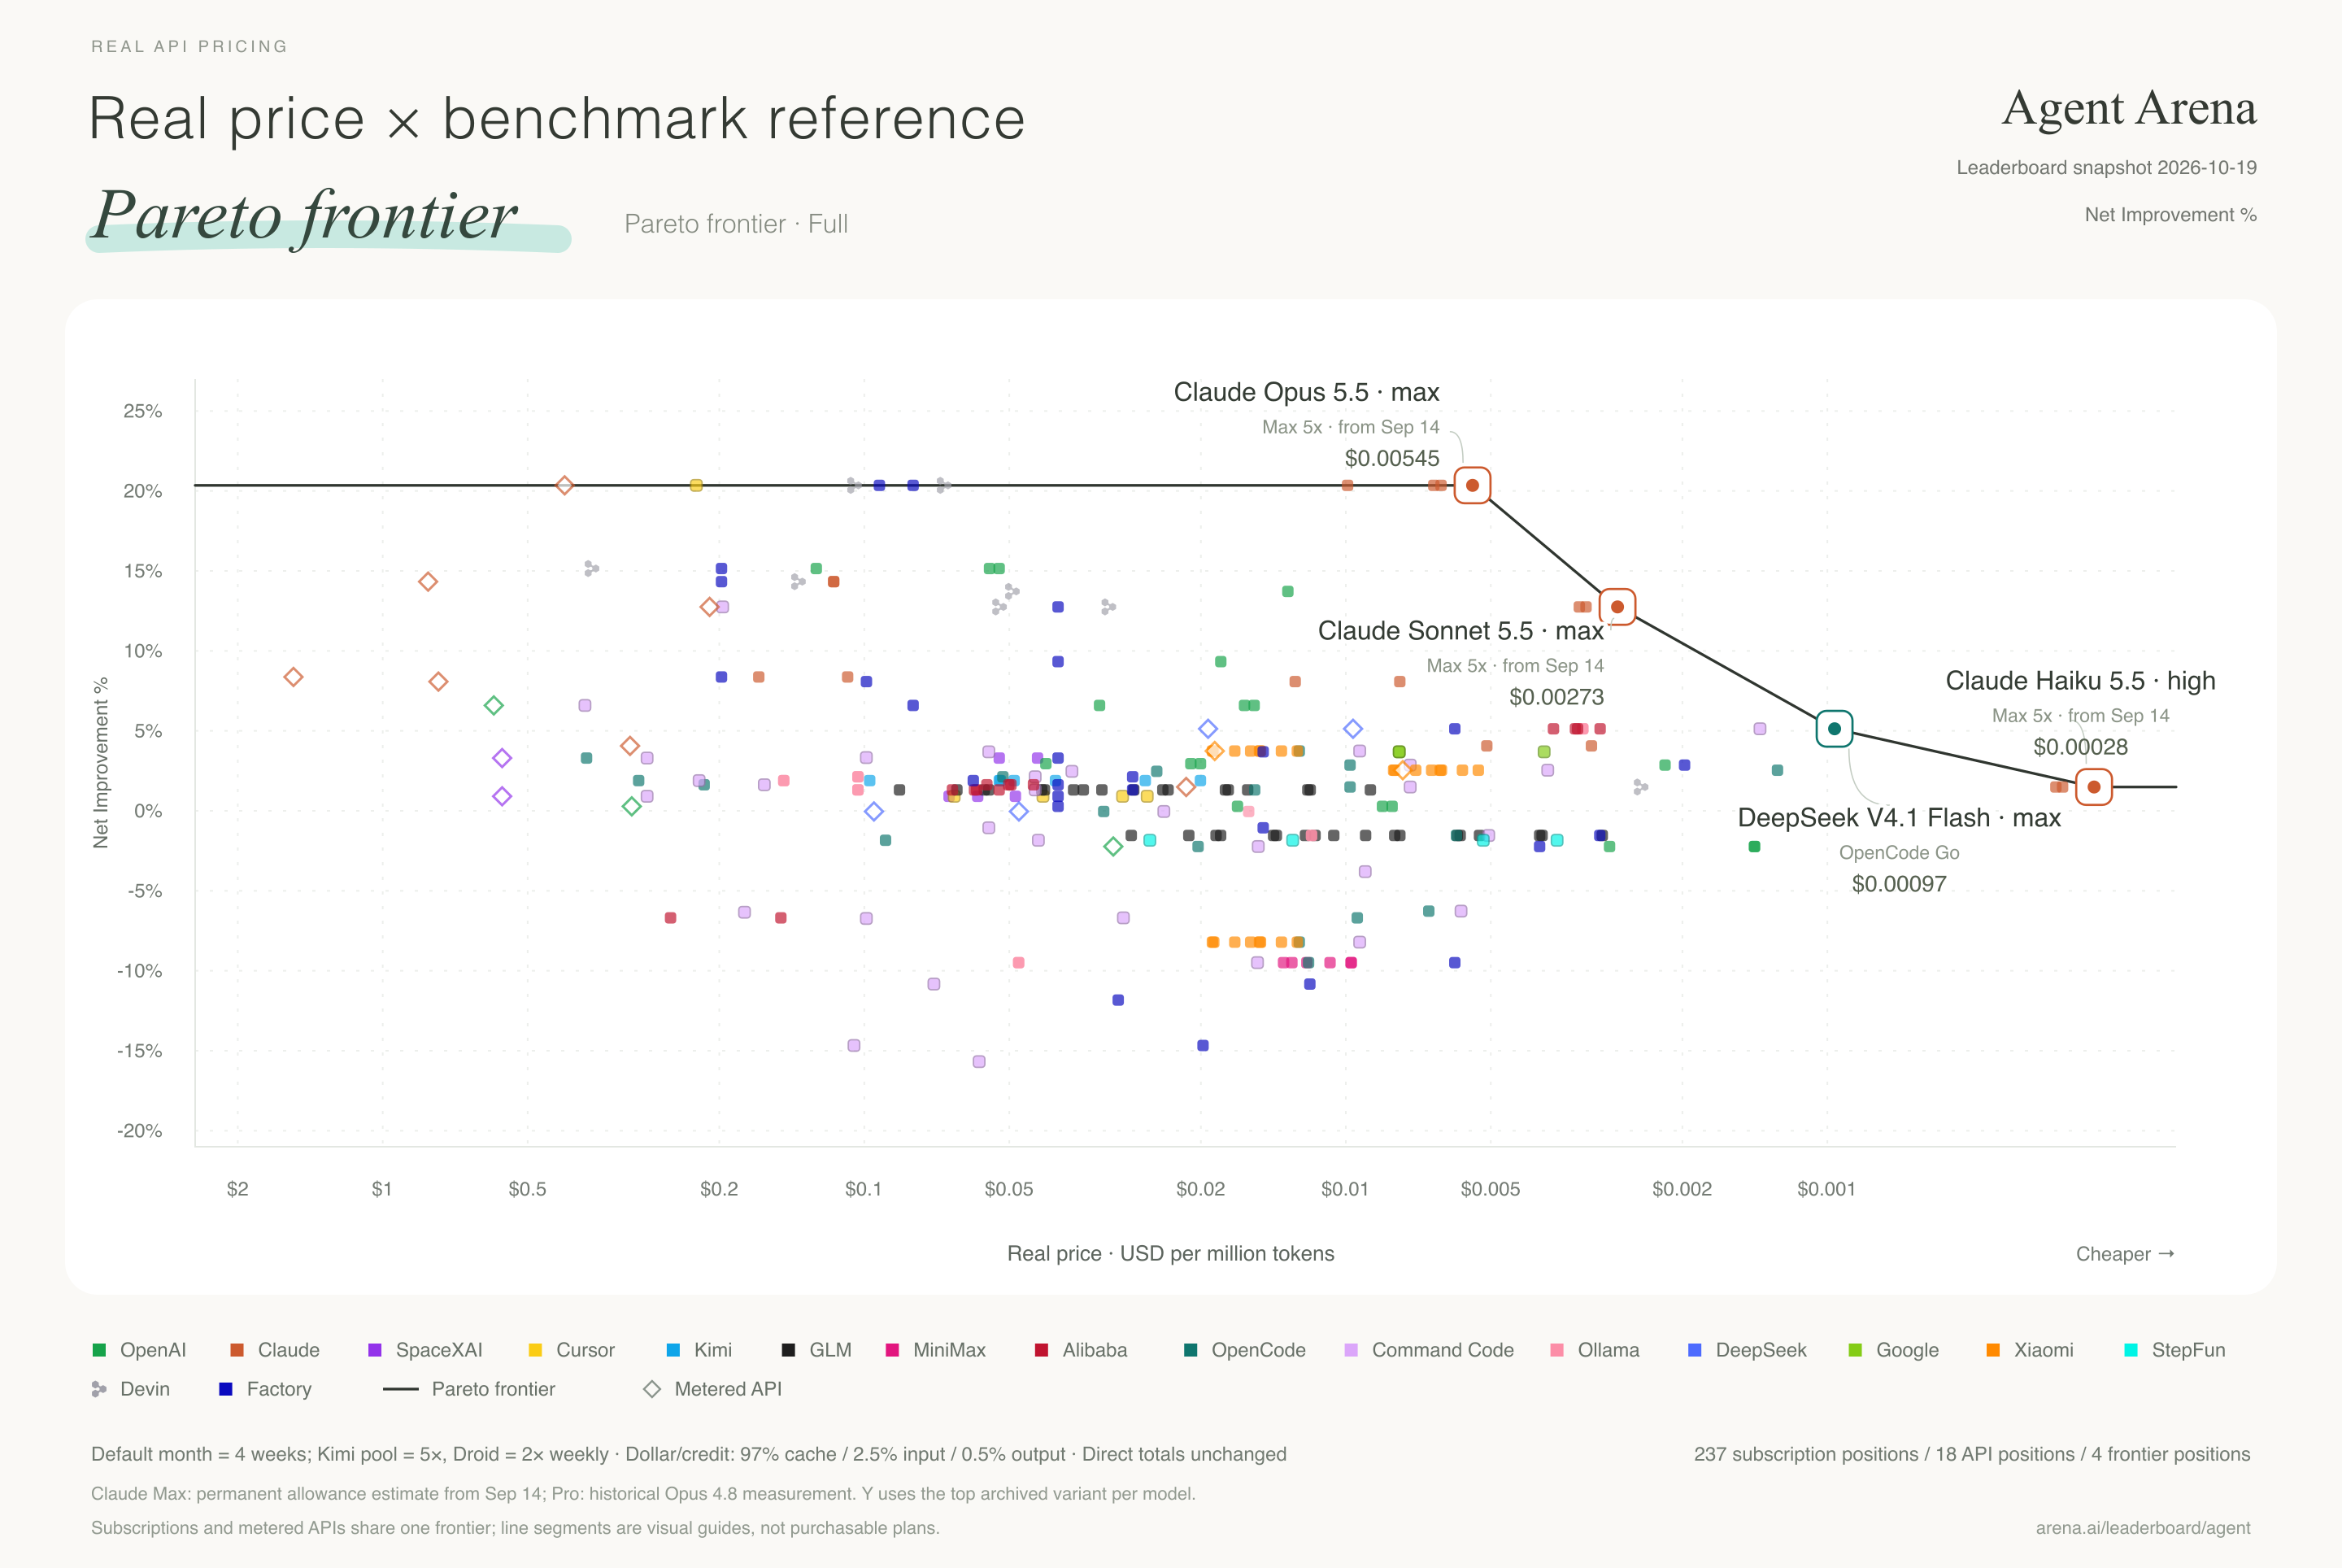 REAL API PRICING
Real price × benchmark reference
Pareto frontier
Pareto frontier · Full
Agent Arena
Leaderboard snapshot 2026-10-19
Net Improvement %
Claude Opus 5.5 · max
Max 5x · from Sep 14
$0.00545
Claude Sonnet 5.5 · max
Max 5x · from Sep 14
$0.00273
Claude Haiku 5.5 · high
Max 5x · from Sep 14
$0.00028
DeepSeek V4.1 Flash · max
OpenCode Go
$0.00097
Net Improvement %
25%
20%
15%
10%
5%
0%
-5%
-10%
-15%
-20%
$2 $1 $0.5 $0.2 $0.1 $0.05 $0.02 $0.01 $0.005 $0.002 $0.001
Real price · USD per million tokens
Cheaper →
OpenAI Claude SpaceXAI Cursor Kimi GLM MiniMax Alibaba OpenCode Command Code Ollama DeepSeek Google Xiaomi StepFun
Devin Factory Pareto frontier Metered API
Default month = 4 weeks; Kimi pool = 5×, Droid = 2× weekly · Dollar/credit: 97% cache / 2.5% input / 0.5% output · Direct totals unchanged
237 subscription positions / 18 API positions / 4 frontier positions
Claude Max: permanent allowance estimate from Sep 14; Pro: historical Opus 4.8 measurement. Y uses the top archived variant per model.
Subscriptions and metered APIs share one frontier; line segments are visual guides, not purchasable plans.
arena.ai/leaderboard/agent